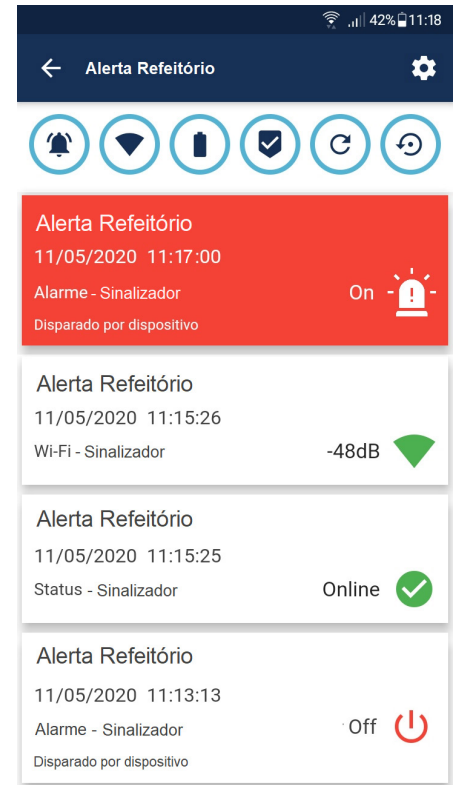 42% 11:18
Alerta Refeitório
Alerta Refeitório
11/05/2020 11:17:00
Alarme - Sinalizador On
Disparado por dispositivo
Alerta Refeitório
11/05/2020 11:15:26
Wi-Fi - Sinalizador -48dB
Alerta Refeitório
11/05/2020 11:15:25
Status - Sinalizador Online
Alerta Refeitório
11/05/2020 11:13:13
Alarme - Sinalizador Off
Disparado por dispositivo